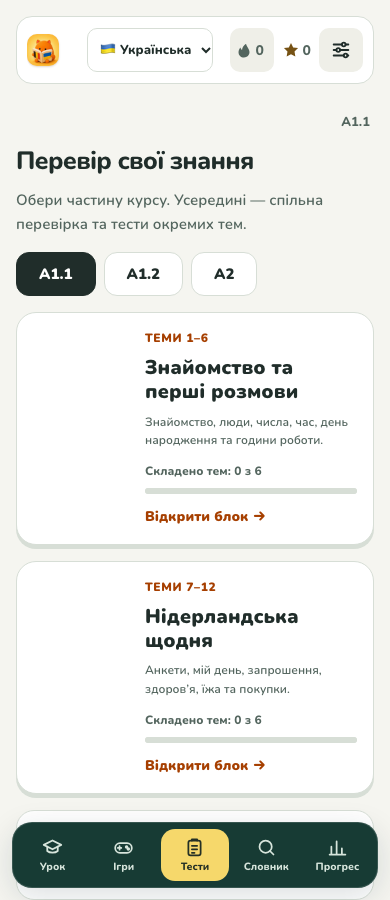 Українська
0
0
A1.1
Перевір свої знання
Обери частину курсу. Усередині — спільна
перевірка та тести окремих тем.
A1.1
A1.2
A2
ТЕМИ 1–6
Знайомство та
перші розмови
Знайомство, люди, числа, час, день
народження та години роботи.
Складено тем: 0 з 6
Відкрити блок →
ТЕМИ 7–12
Нідерландська
щодня
Анкети, мій день, запрошення,
здоров’я, їжа та покупки.
Складено тем: 0 з 6
Відкрити блок →
Урок
Ігри
Тести
Словник
Прогрес